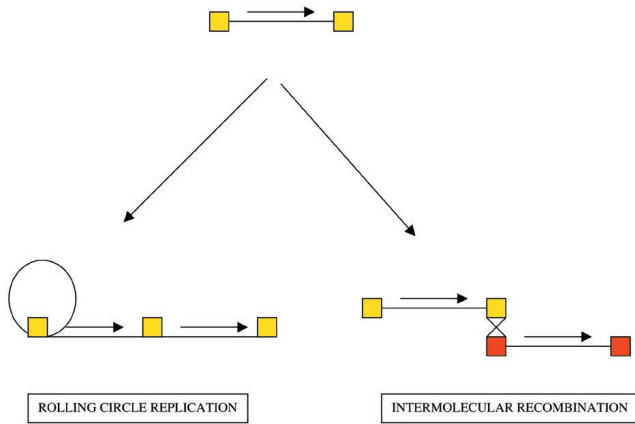 ROLLING CIRCLE REPLICATION
INTERMOLECULAR RECOMBINATION